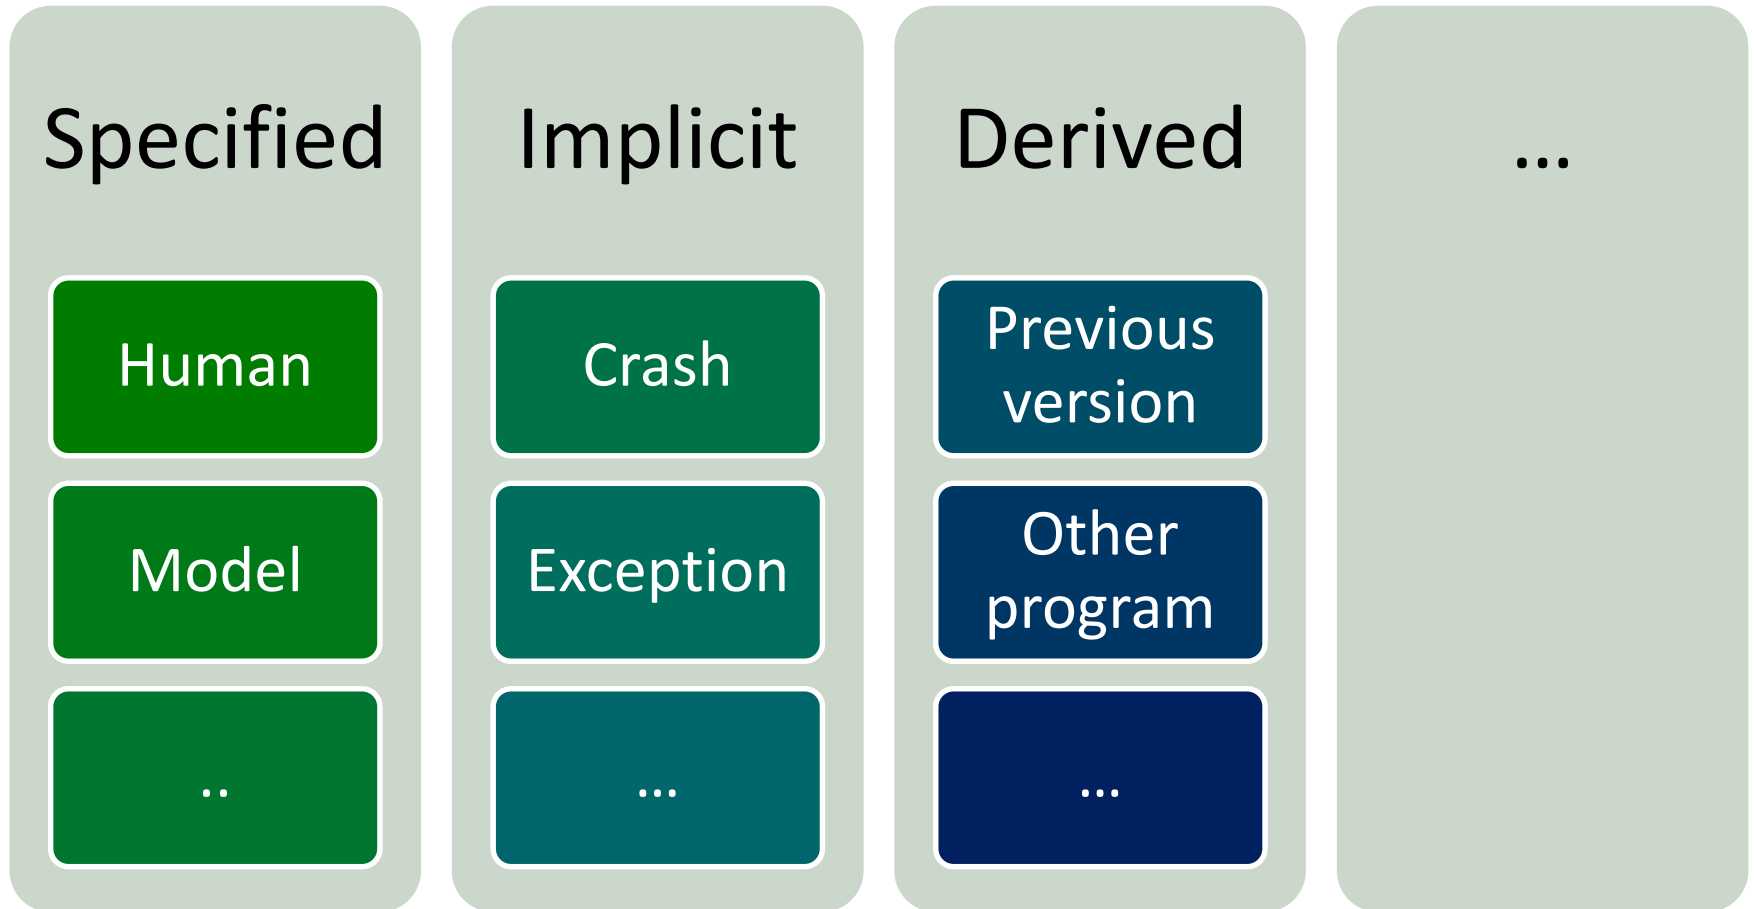 Specified
Human
Model
..
Implicit
Crash
Exception
...
Derived
Previous
version
Other
program
...
...